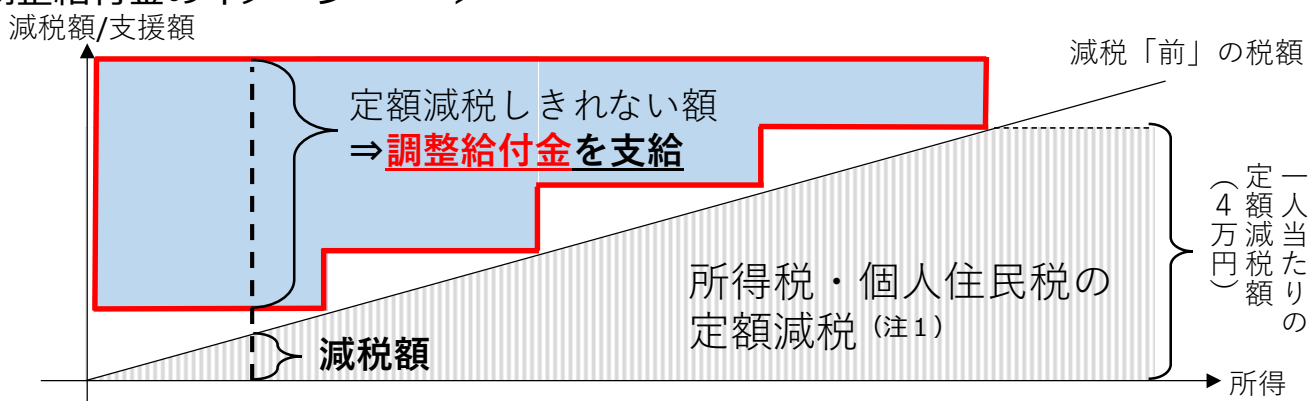 減税額/支援額
減税「前」の税額
定額減税しきれない額
⇒調整給付金を支給
一人当たりの
定額減税額
（４万円）
所得税・個人住民税の
定額減税（注１）
減税額
所得